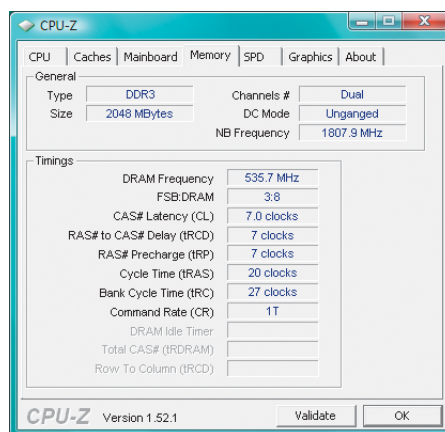 CPU-Z
CPU Caches Mainboard Memory SPD Graphics About
General
Type DDR3 Channels # Dual
Size 2048 MBytes DC Mode Unganged
NB Frequency 1807.9 MHz
Timings
DRAM Frequency 535.7 MHz
FSB:DRAM 3:8
CAS# Latency (CL) 7.0 clocks
RAS# to CAS# Delay (tRCD) 7 clocks
RAS# Precharge (tRP) 7 clocks
Cycle Time (tRAS) 20 clocks
Bank Cycle Time (tRC) 27 clocks
Command Rate (CR) 1T
DRAM Idle Timer
Total CAS# (tRDRAM)
Row To Column (tRCD)
CPU-Z Version 1.52.1 Validate OK